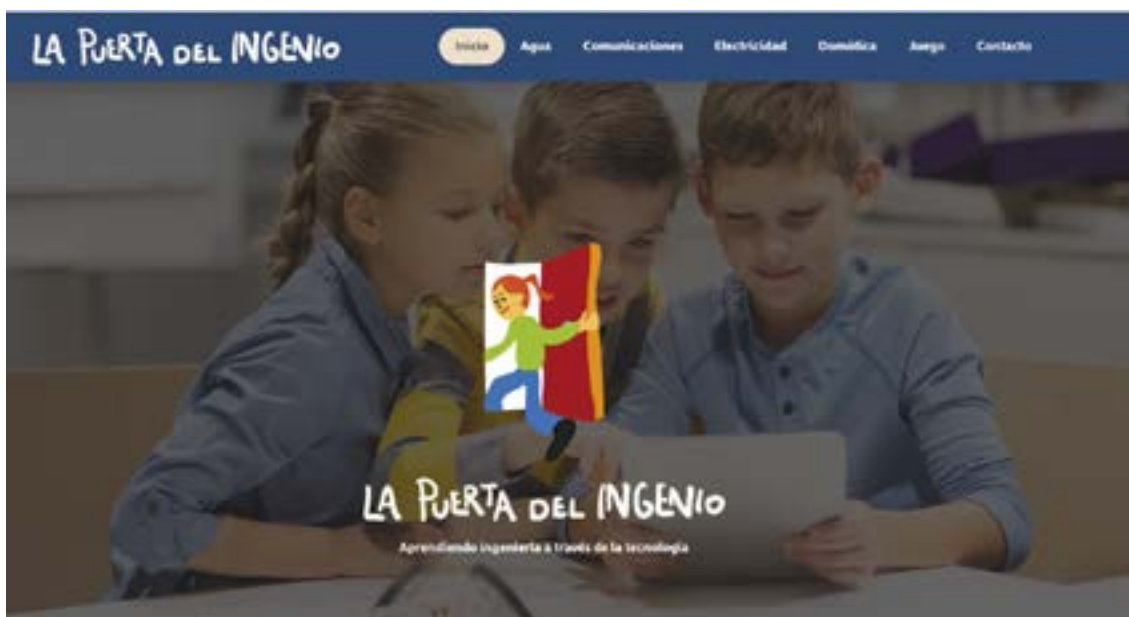 LA PUERTA DEL INGENIO
Inicio Agua Comunicaciones Electricidad Domótica Juego Contacto
LA PUERTA DEL INGENIO
Aprendiendo ingeniería a través de la tecnología